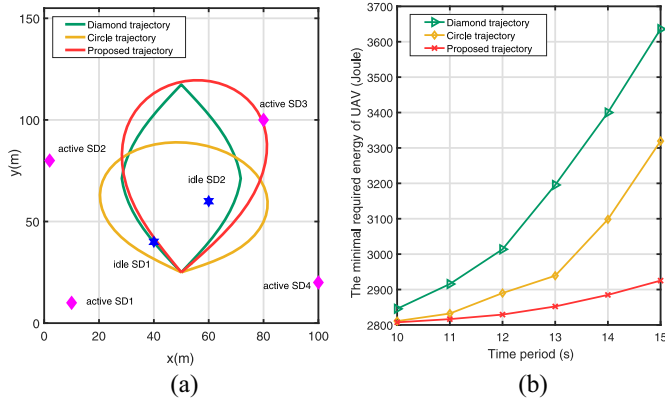 Diamond trajectory
Circle trajectory
Proposed trajectory
active SD3
active SD2
idle SD2
idle SD1
active SD4
active SD1
y(m)
150
100
50
0
0 20 40 60 80 100
x(m)
(a)
Diamond trajectory
Circle trajectory
Proposed trajectory
The minimal required energy of UAV (Joule)
3700
3600
3500
3400
3300
3200
3100
3000
2900
2800
10 11 12 13 14 15
Time period (s)
(b)